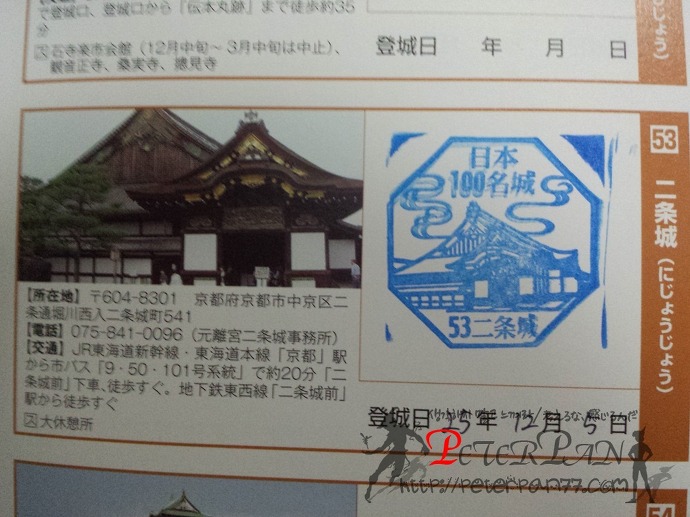 で登城口、登城口から「伝本丸跡」まで徒歩約35
分
ス石寺楽市会館（12月中旬～3月中旬は中止）、
観音正寺、桑実寺、摠見寺
登城日 年 月 日
じょう）
53 二条城（にじょうじょう）
日本
100名城
53二条城
【所在地】〒604-8301 京都府京都市中京区二
条通堀川西入二条城町541
【電話】075-841-0096（元離宮二条城事務所）
【交通】JR東海道新幹線・東海道本線「京都」駅
から市バス「9・50・101号系統」で約20分「二
条城前」下車、徒歩すぐ。地下鉄東西線「二条城前」
駅から徒歩すぐ
ス大休憩所
登城日 25年 12月 5日
PETERPAN
http://peterpan77.com/
54